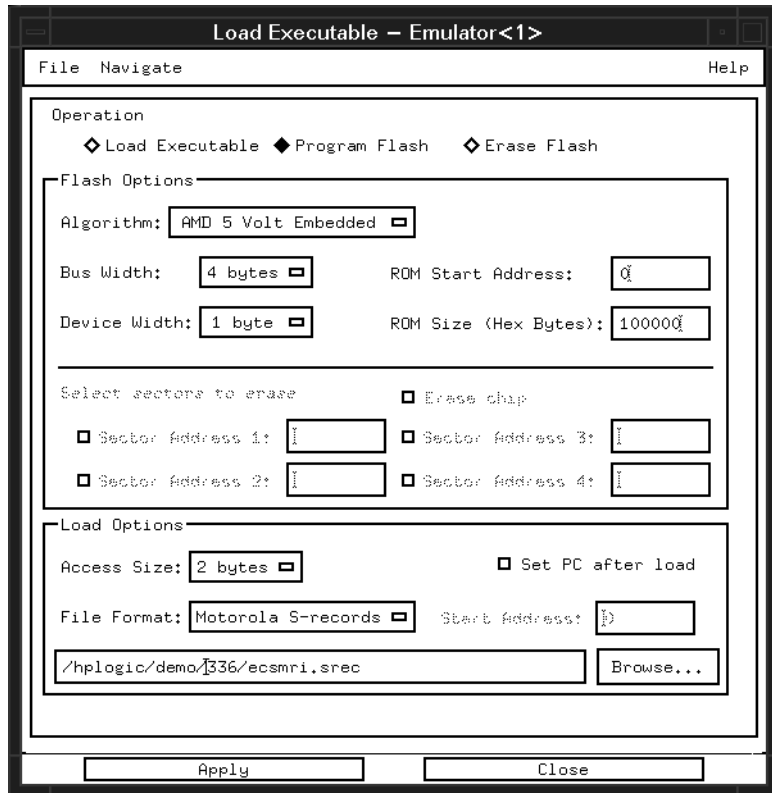 Load Executable – Emulator<1>
File Navigate Help
Operation
Load Executable Program Flash Erase Flash
Flash Options
Algorithm: AMD 5 Volt Embedded
Bus Width: 4 bytes ROM Start Address: 0
Device Width: 1 byte ROM Size (Hex Bytes): 100000
Select sectors to erase Erase chip
Sector Address 1: Sector Address 3:
Sector Address 2: Sector Address 4:
Load Options
Access Size: 2 bytes Set PC after load
File Format: Motorola S-records Start Address:
/hplogic/demo/336/ecsmri.srec Browse...
Apply Close